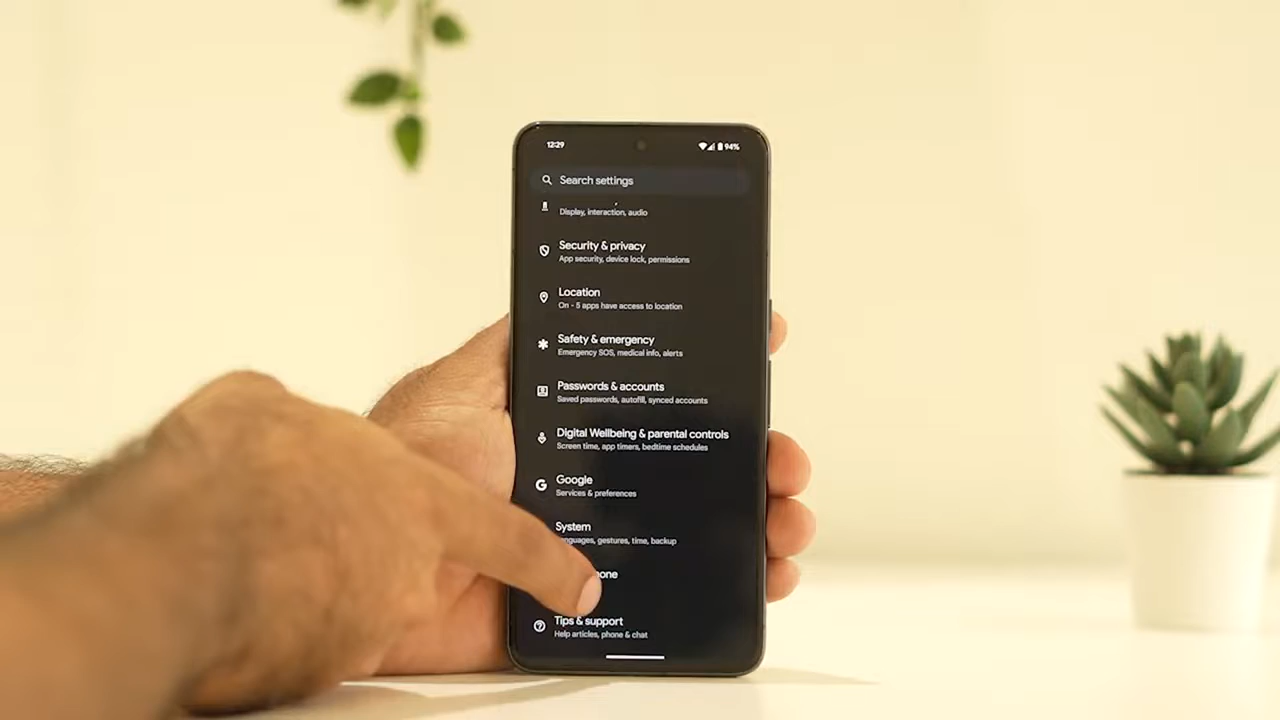 12:29
94%
Search settings
Display, interaction, audio
Security & privacy
App security, device lock, permissions
Location
On - 5 apps have access to location
Safety & emergency
Emergency SOS, medical info, alerts
Passwords & accounts
Saved passwords, autofill, synced accounts
Digital Wellbeing & parental controls
Screen time, app timers, bedtime schedules
G
Google
Services & preferences
System
anguages, gestures, time, backup
one
Tips & support
Help articles, phone & chat